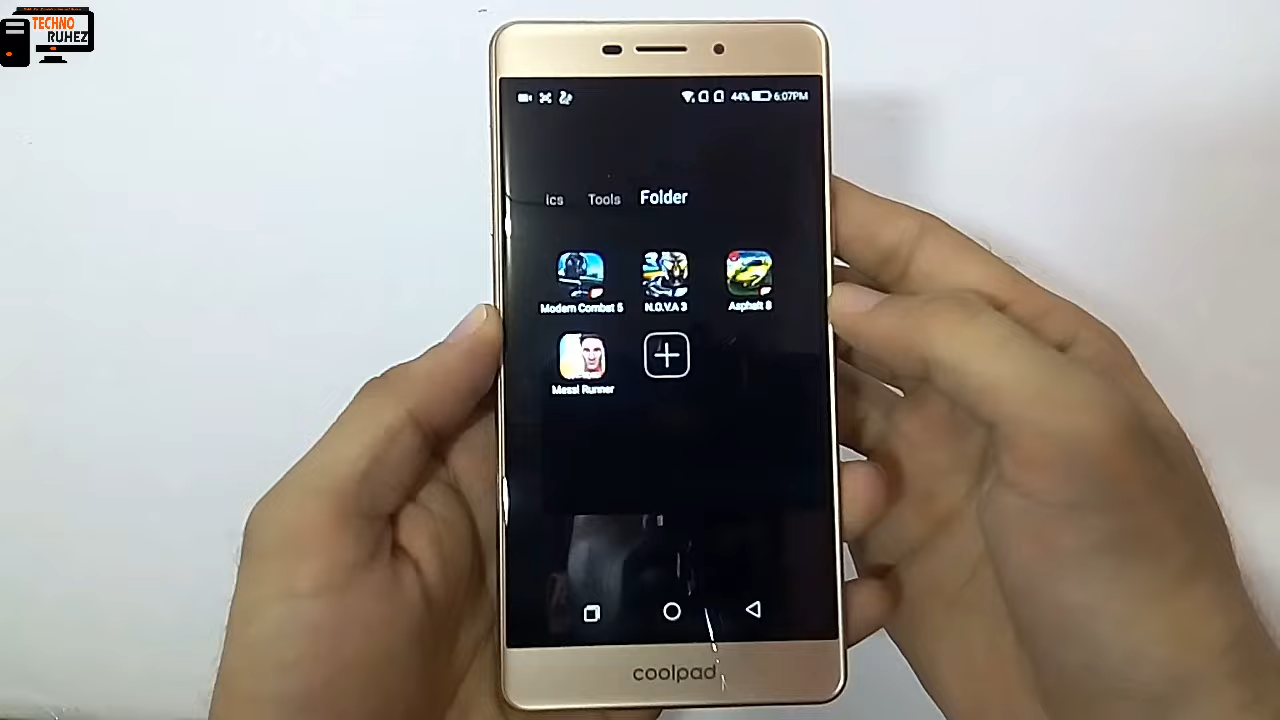 TECHNO
RUHEZ
44% 6:07PM
ics Tools Folder
Modern Combat 5 N.O.V.A 3 Asphalt 8
Messi Runner
coolpad